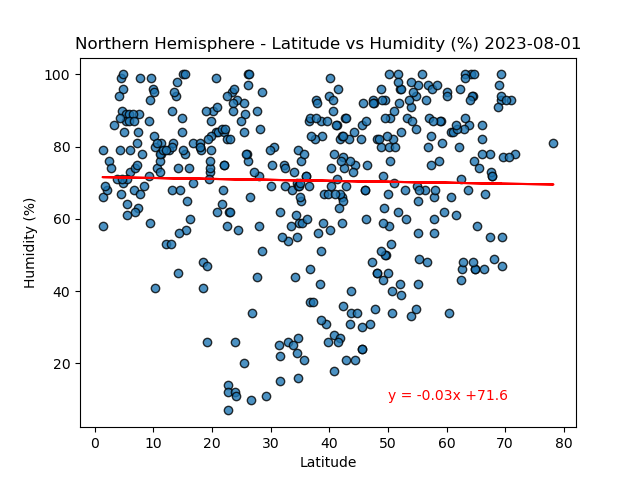 Northern Hemisphere - Latitude vs Humidity (%) 2023-08-01
100
80
60
40
20
Humidity (%)
y = -0.03x +71.6
0 10 20 30 40 50 60 70 80
Latitude